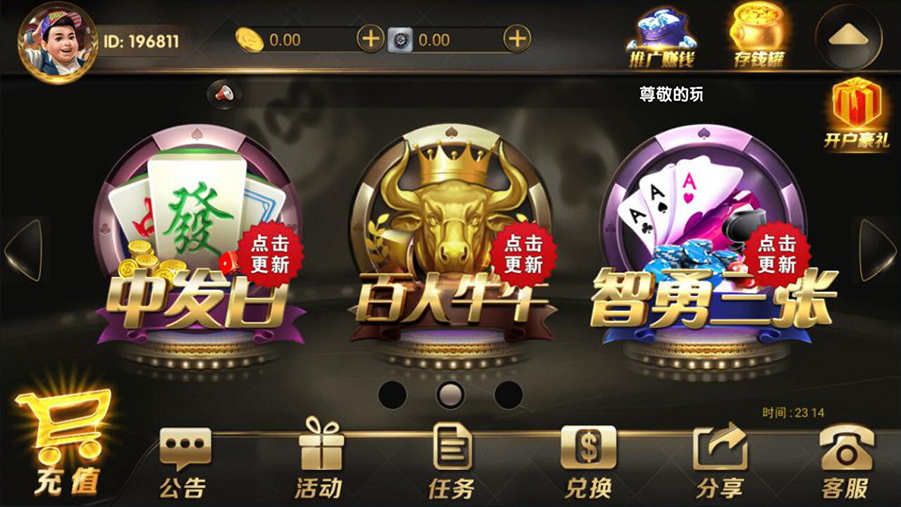 ID: 196811
0.00
0.00
推广赚钱
存钱罐
尊敬的玩
开户豪礼
發
A
A
A
点击
更新
点击
更新
点击
更新
中发白
百人牛牛
智勇三张
时间 : 23 14
充值
公告
活动
任务
$
兑换
分享
客服